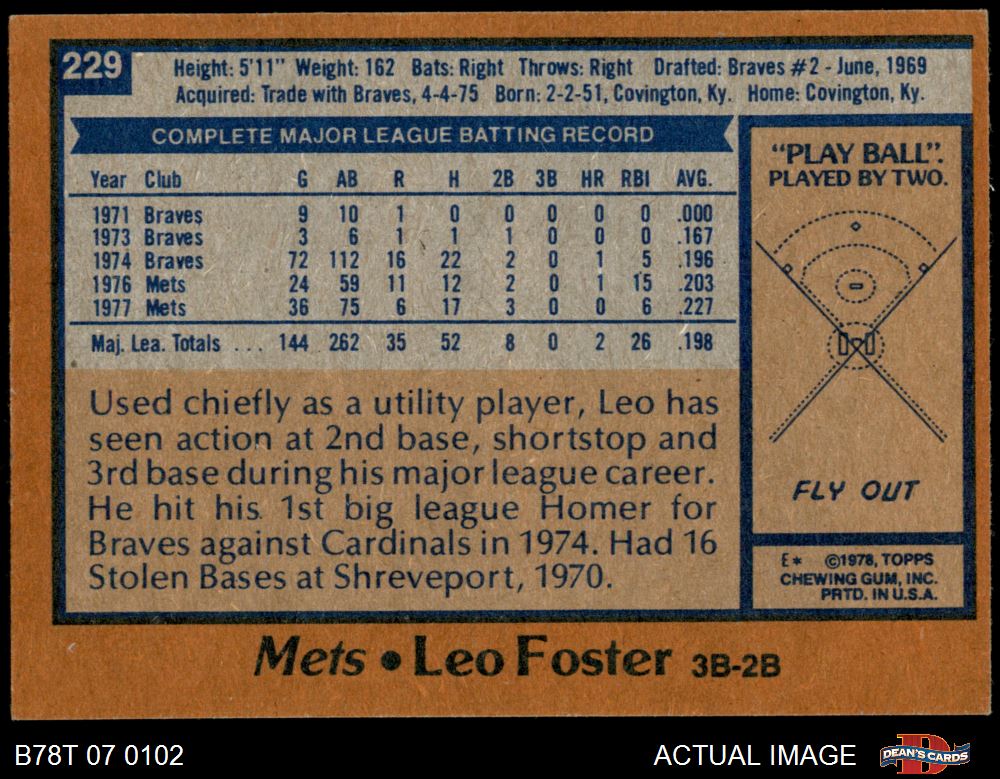 229
Height: 5'11" Weight: 162 Bats: Right Throws: Right Drafted: Braves #2 - June, 1969
Acquired: Trade with Braves, 4-4-75 Born: 2-2-51, Covington, Ky. Home: Covington, Ky.
COMPLETE MAJOR LEAGUE BATTING RECORD
Year Club G AB R H 2B 3B HR RBI AVG.
1971 Braves 9 10 1 0 0 0 0 0 .000
1973 Braves 3 6 1 1 1 0 0 0 .167
1974 Braves 72 112 16 22 2 0 1 5 .196
1976 Mets 24 59 11 12 2 0 1 15 .203
1977 Mets 36 75 6 17 3 0 0 6 .227
Maj. Lea. Totals ... 144 262 35 52 8 0 2 26 .198
Used chiefly as a utility player, Leo has
seen action at 2nd base, shortstop and
3rd base during his major league career.
He hit his 1st big league Homer for
Braves against Cardinals in 1974. Had 16
Stolen Bases at Shreveport, 1970.
"PLAY BALL".
PLAYED BY TWO.
FLY OUT
E* ©1978, TOPPS
CHEWING GUM, INC.
PRTD. IN U.S.A.
Mets • Leo Foster 3B-2B
B78T 07 0102
ACTUAL IMAGE
D
DEAN'S CARDS